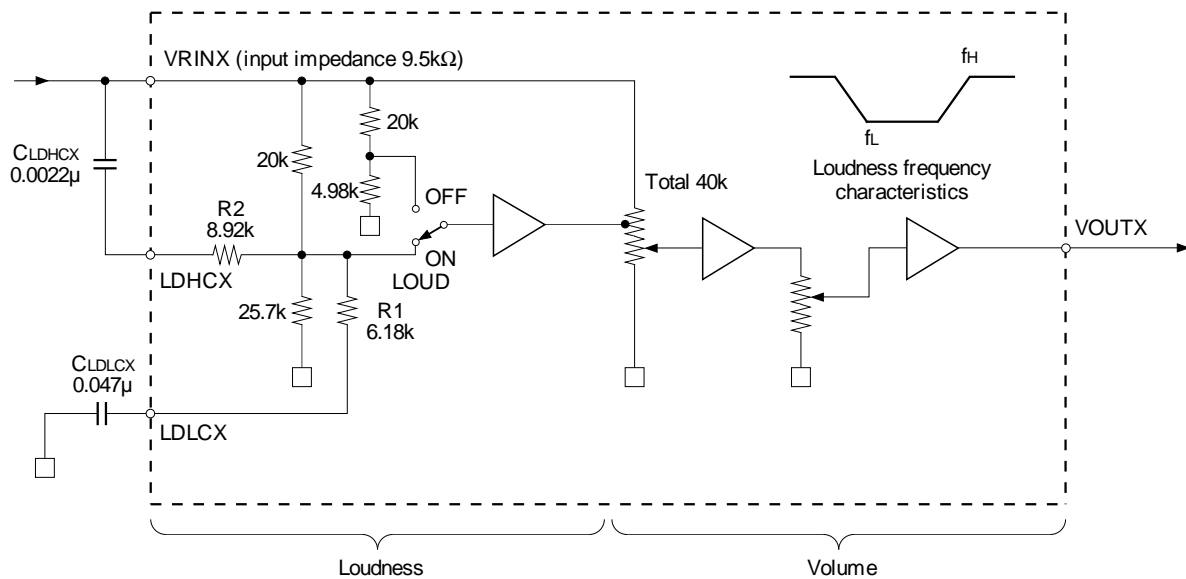 VRINX (input impedance 9.5kΩ)
fH
fL
Loudness frequency
characteristics
CLDHCX
0.0022µ
20k
20k
4.98k
OFF
Total 40k
R2
8.92k
VOUTX
LDHCX
ON
LOUD
25.7k
R1
6.18k
CLDLCX
0.047µ
LDLCX
Loudness
Volume